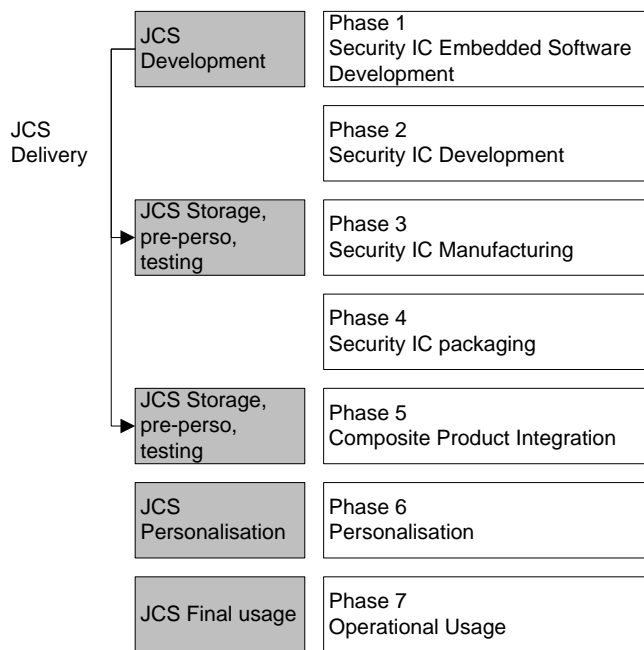 JCS
Development
Phase 1
Security IC Embedded Software
Development
JCS
Delivery
Phase 2
Security IC Development
JCS Storage,
pre-perso,
testing
Phase 3
Security IC Manufacturing
Phase 4
Security IC packaging
JCS Storage,
pre-perso,
testing
Phase 5
Composite Product Integration
JCS
Personalisation
Phase 6
Personalisation
JCS Final usage
Phase 7
Operational Usage